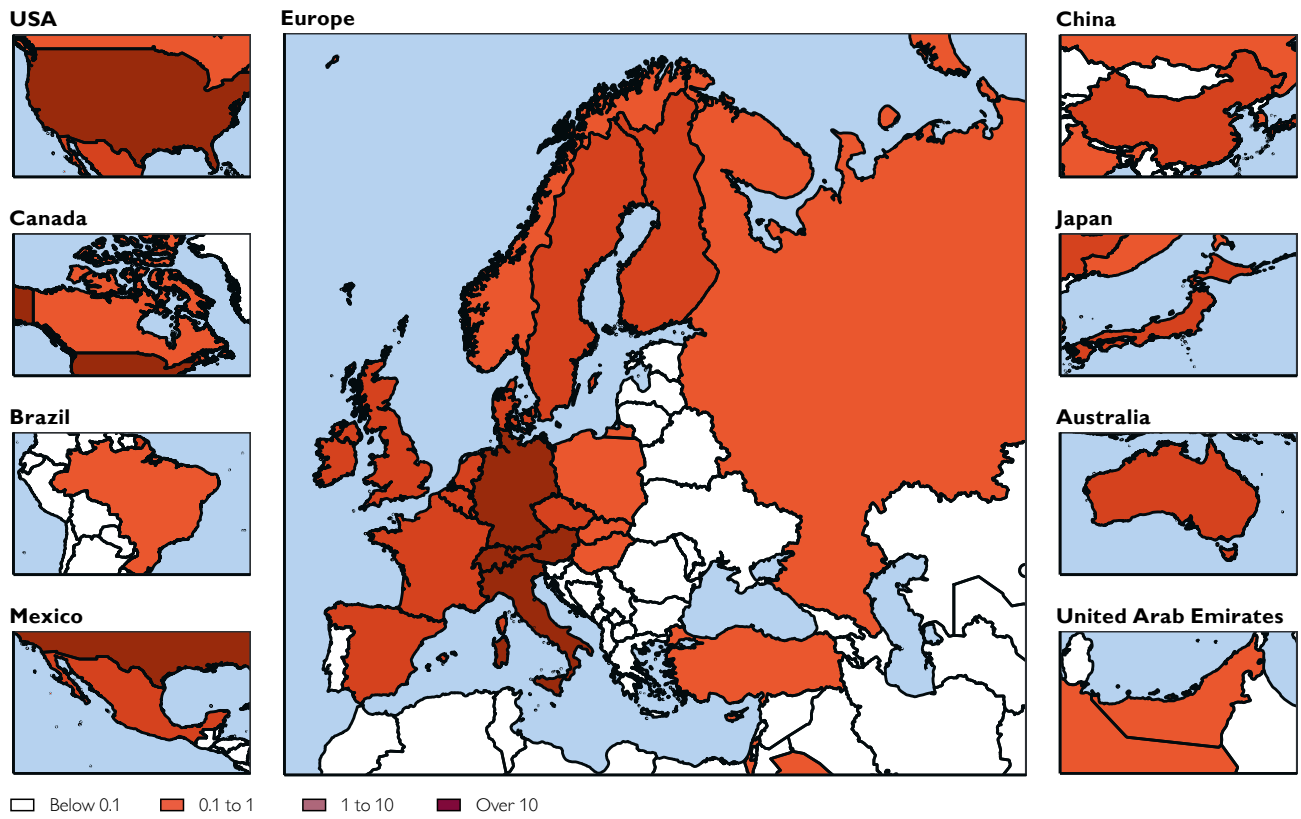 USA
Europe
China
Canada
Japan
Brazil
Australia
Mexico
United Arab Emirates
Below 0.1
0.1 to 1
1 to 10
Over 10